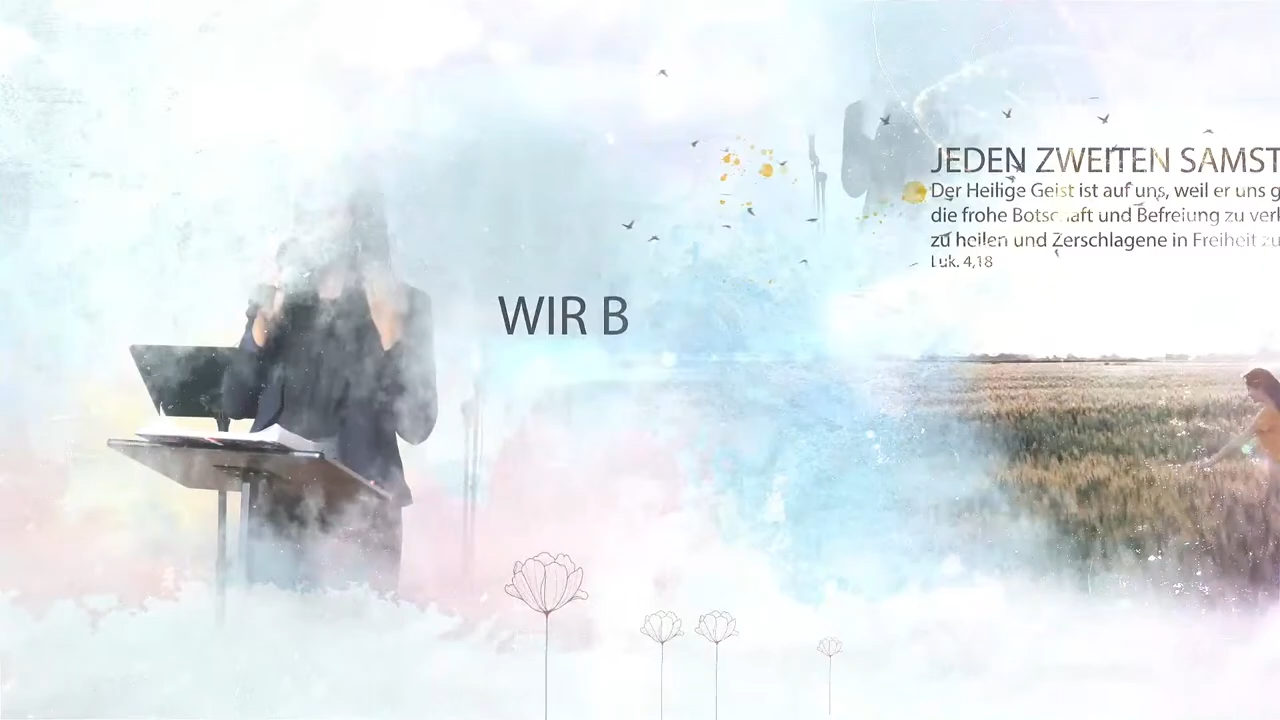 WIR B
JEDEN ZWEITEN SAMST
Der Heilige Geist ist auf uns, weil er uns g
die frohe Botschaft und Befreiung zu verk
zu heilen und Zerschlagene in Freiheit zu
Luk. 4,18